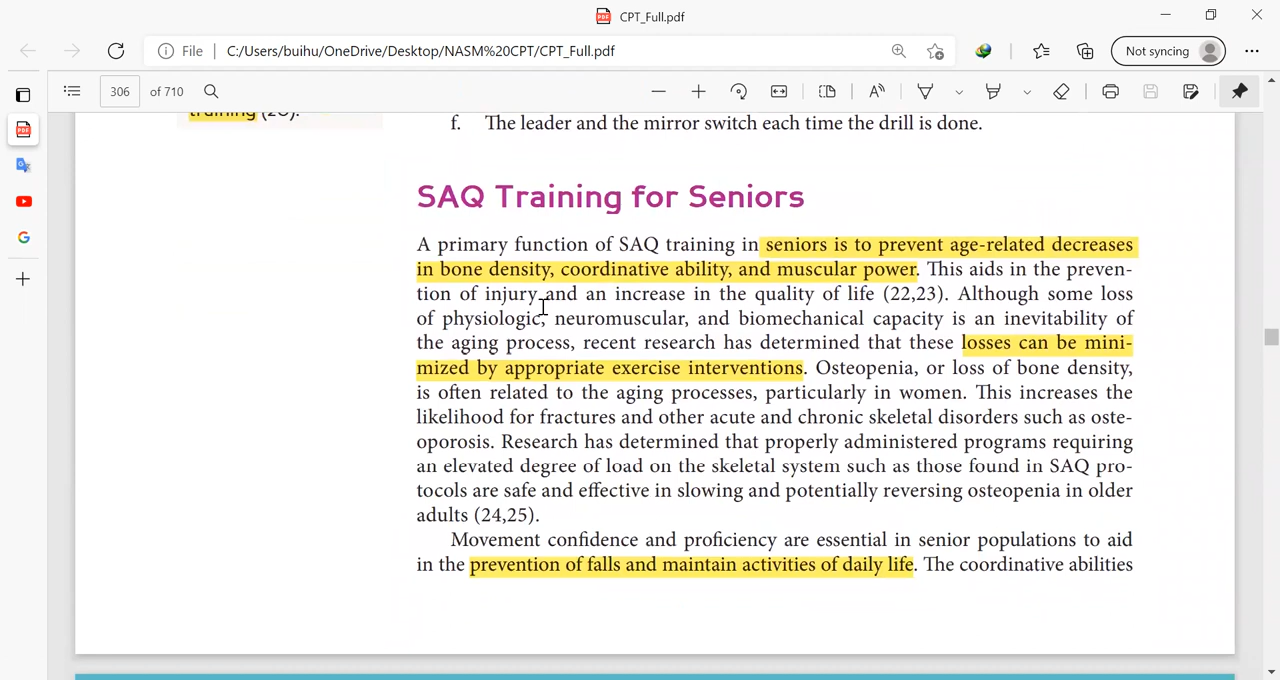 CPT_Full.pdf
File
C:/Users/buihu/OneDrive/Desktop/NASM%20CPT/CPT_Full.pdf
Not syncing
306 of 710
training (28).
f. The leader and the mirror switch each time the drill is done.
SAQ Training for Seniors
A primary function of SAQ training in seniors is to prevent age-related decreases
in bone density, coordinative ability, and muscular power. This aids in the preven-
tion of injury and an increase in the quality of life (22,23). Although some loss
of physiologic, neuromuscular, and biomechanical capacity is an inevitability of
the aging process, recent research has determined that these losses can be mini-
mized by appropriate exercise interventions. Osteopenia, or loss of bone density,
is often related to the aging processes, particularly in women. This increases the
likelihood for fractures and other acute and chronic skeletal disorders such as oste-
oporosis. Research has determined that properly administered programs requiring
an elevated degree of load on the skeletal system such as those found in SAQ pro-
tocols are safe and effective in slowing and potentially reversing osteopenia in older
adults (24,25).
Movement confidence and proficiency are essential in senior populations to aid
in the prevention of falls and maintain activities of daily life. The coordinative abilities